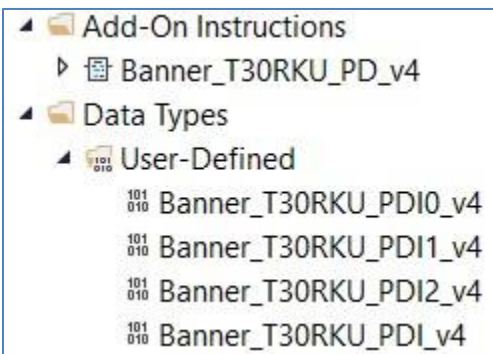 Add-On Instructions
Banner_T30RKU_PD_v4
Data Types
User-Defined
Banner_T30RKU_PDI0_v4
Banner_T30RKU_PDI1_v4
Banner_T30RKU_PDI2_v4
Banner_T30RKU_PDI_v4